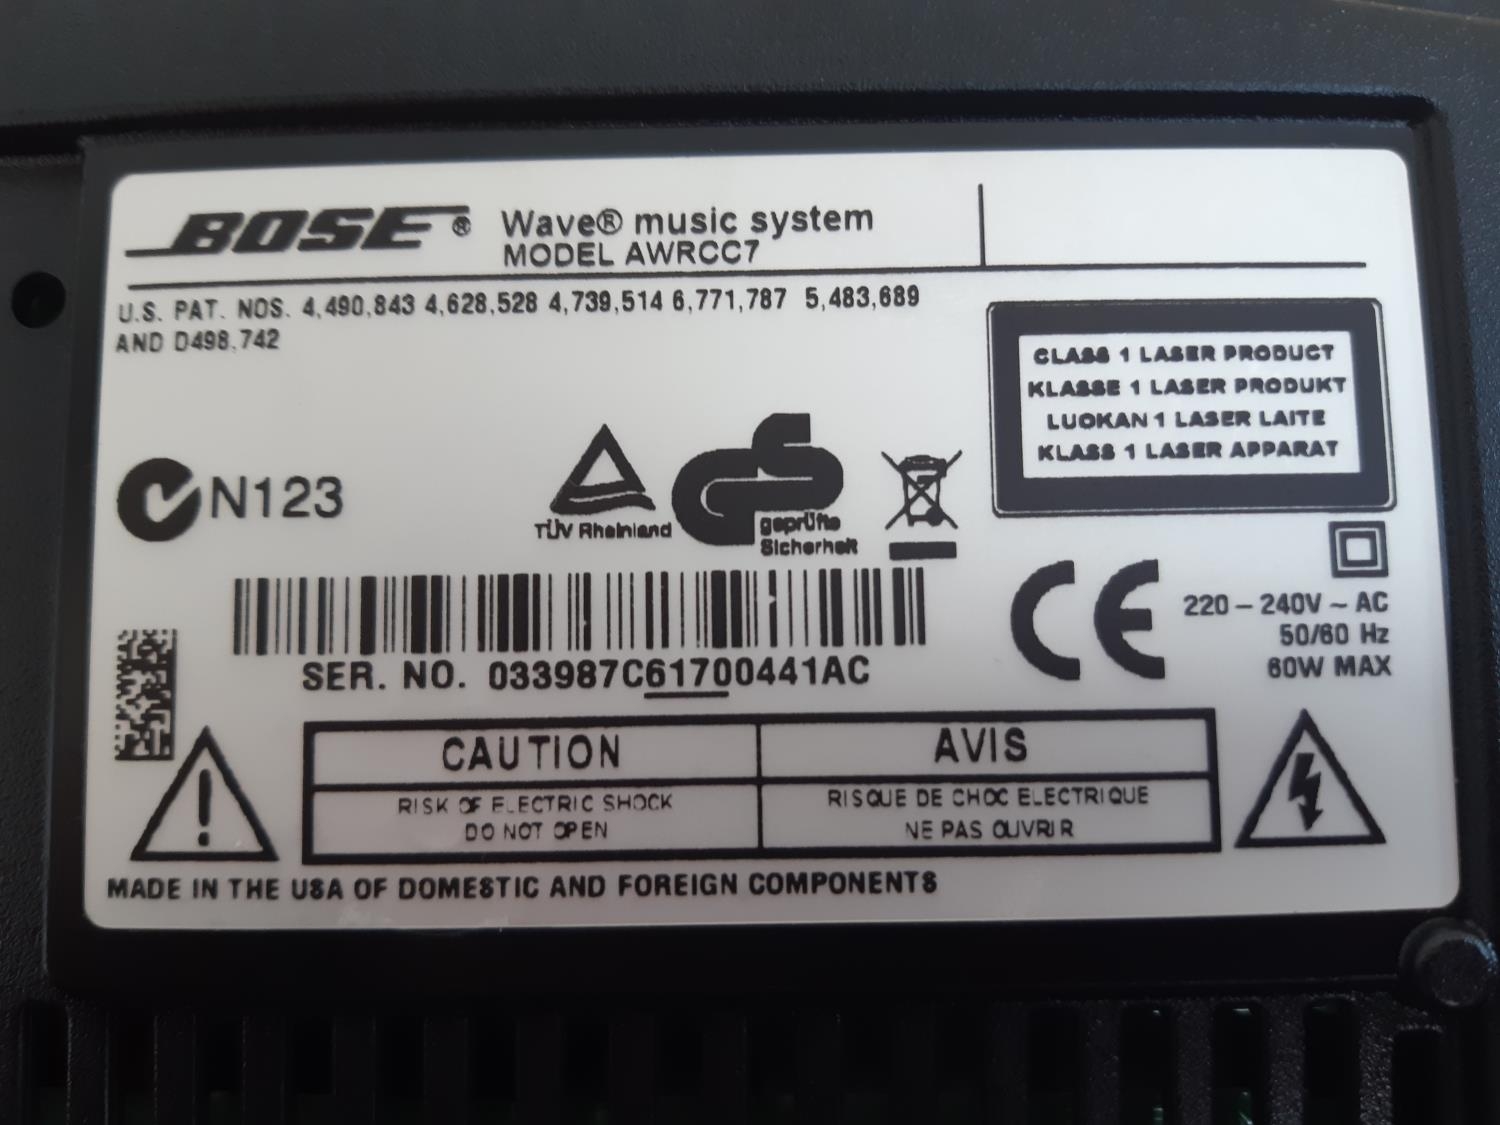 BOSE® Wave® music system
MODEL AWRCC7
U.S. PAT. NOS. 4,490,843 4,628,528 4,739,514 6,771,787 5,483,689
AND D498,742
CLASS 1 LASER PRODUCT
KLASSE 1 LASER PRODUKT
LUOKAN 1 LASER LAITE
KLASS 1 LASER APPARAT
N123
TÜV Rheinland
geprüfte
Sicherheit
CE
220 – 240V ~ AC
50/60 Hz
60W MAX
SER. NO. 033987C61700441AC
CAUTION
RISK OF ELECTRIC SHOCK
DO NOT OPEN
AVIS
RISQUE DE CHOC ELECTRIQUE
NE PAS OUVRIR
MADE IN THE USA OF DOMESTIC AND FOREIGN COMPONENTS